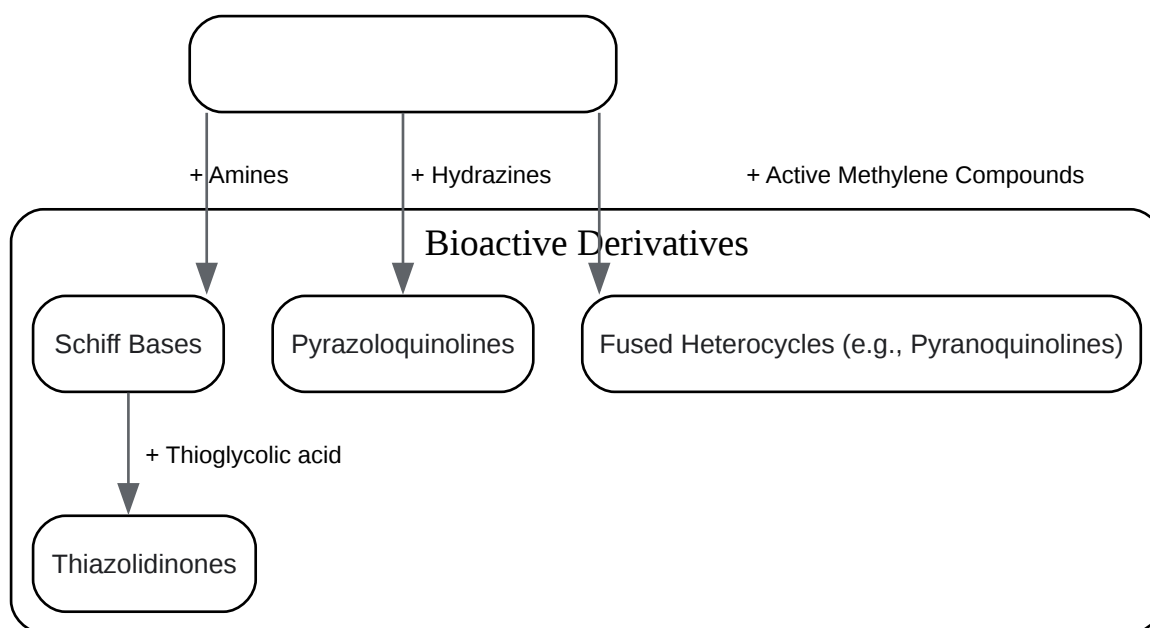 + Amines
+ Hydrazines
+ Active Methylene Compounds
Bioactive Derivatives
Schiff Bases
Pyrazoloquinolines
Fused Heterocycles (e.g., Pyranoquinolines)
+ Thioglycolic acid
Thiazolidinones